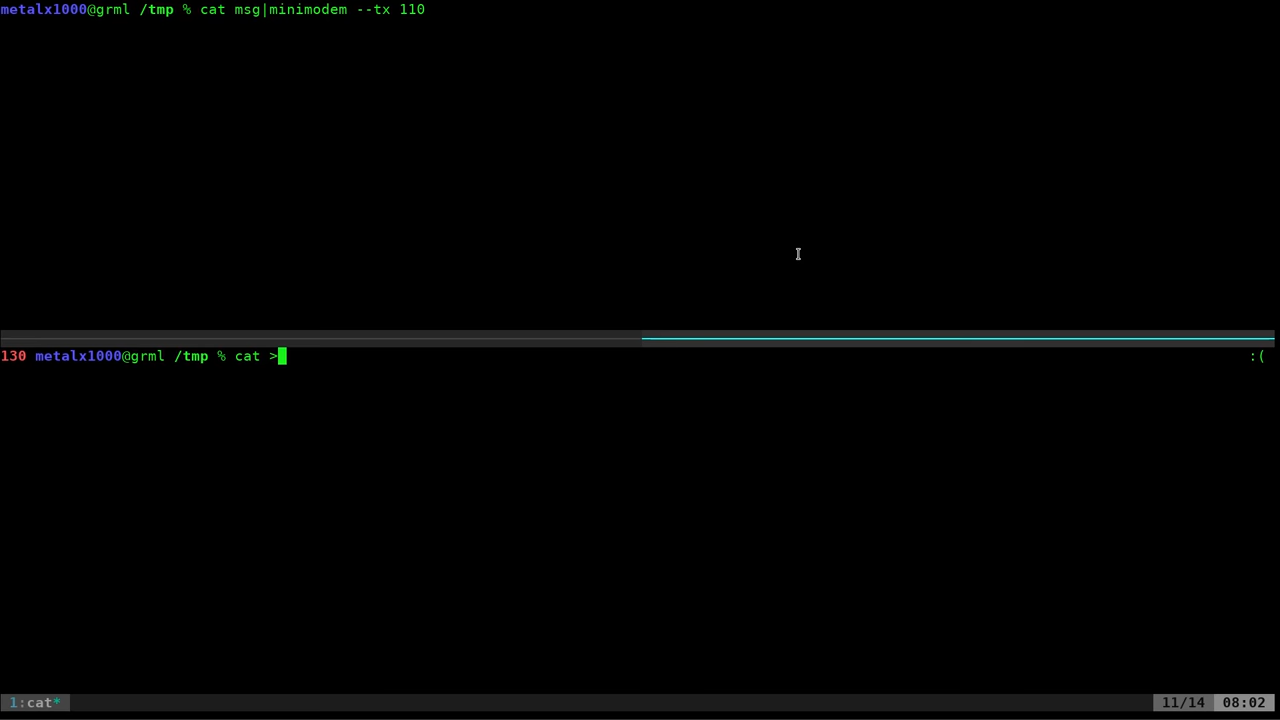 metalx1000@grml /tmp % cat msg|minimodem --tx 110
130 metalx1000@grml /tmp % cat > :(
1:cat* 11/14 08:02